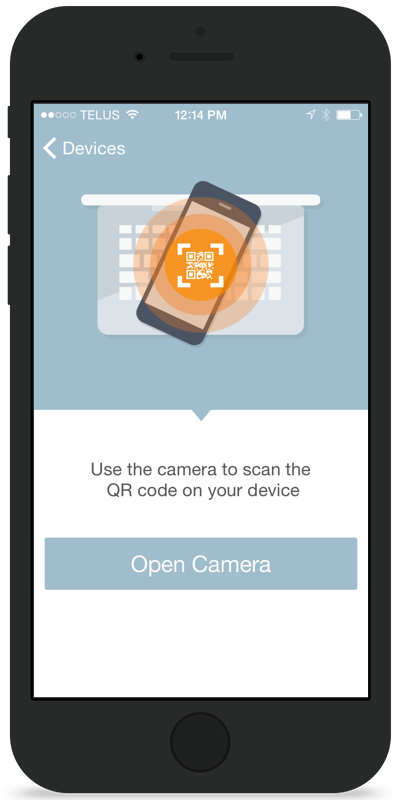 TELUS 12:14 PM
Devices
Use the camera to scan the
QR code on your device
Open Camera